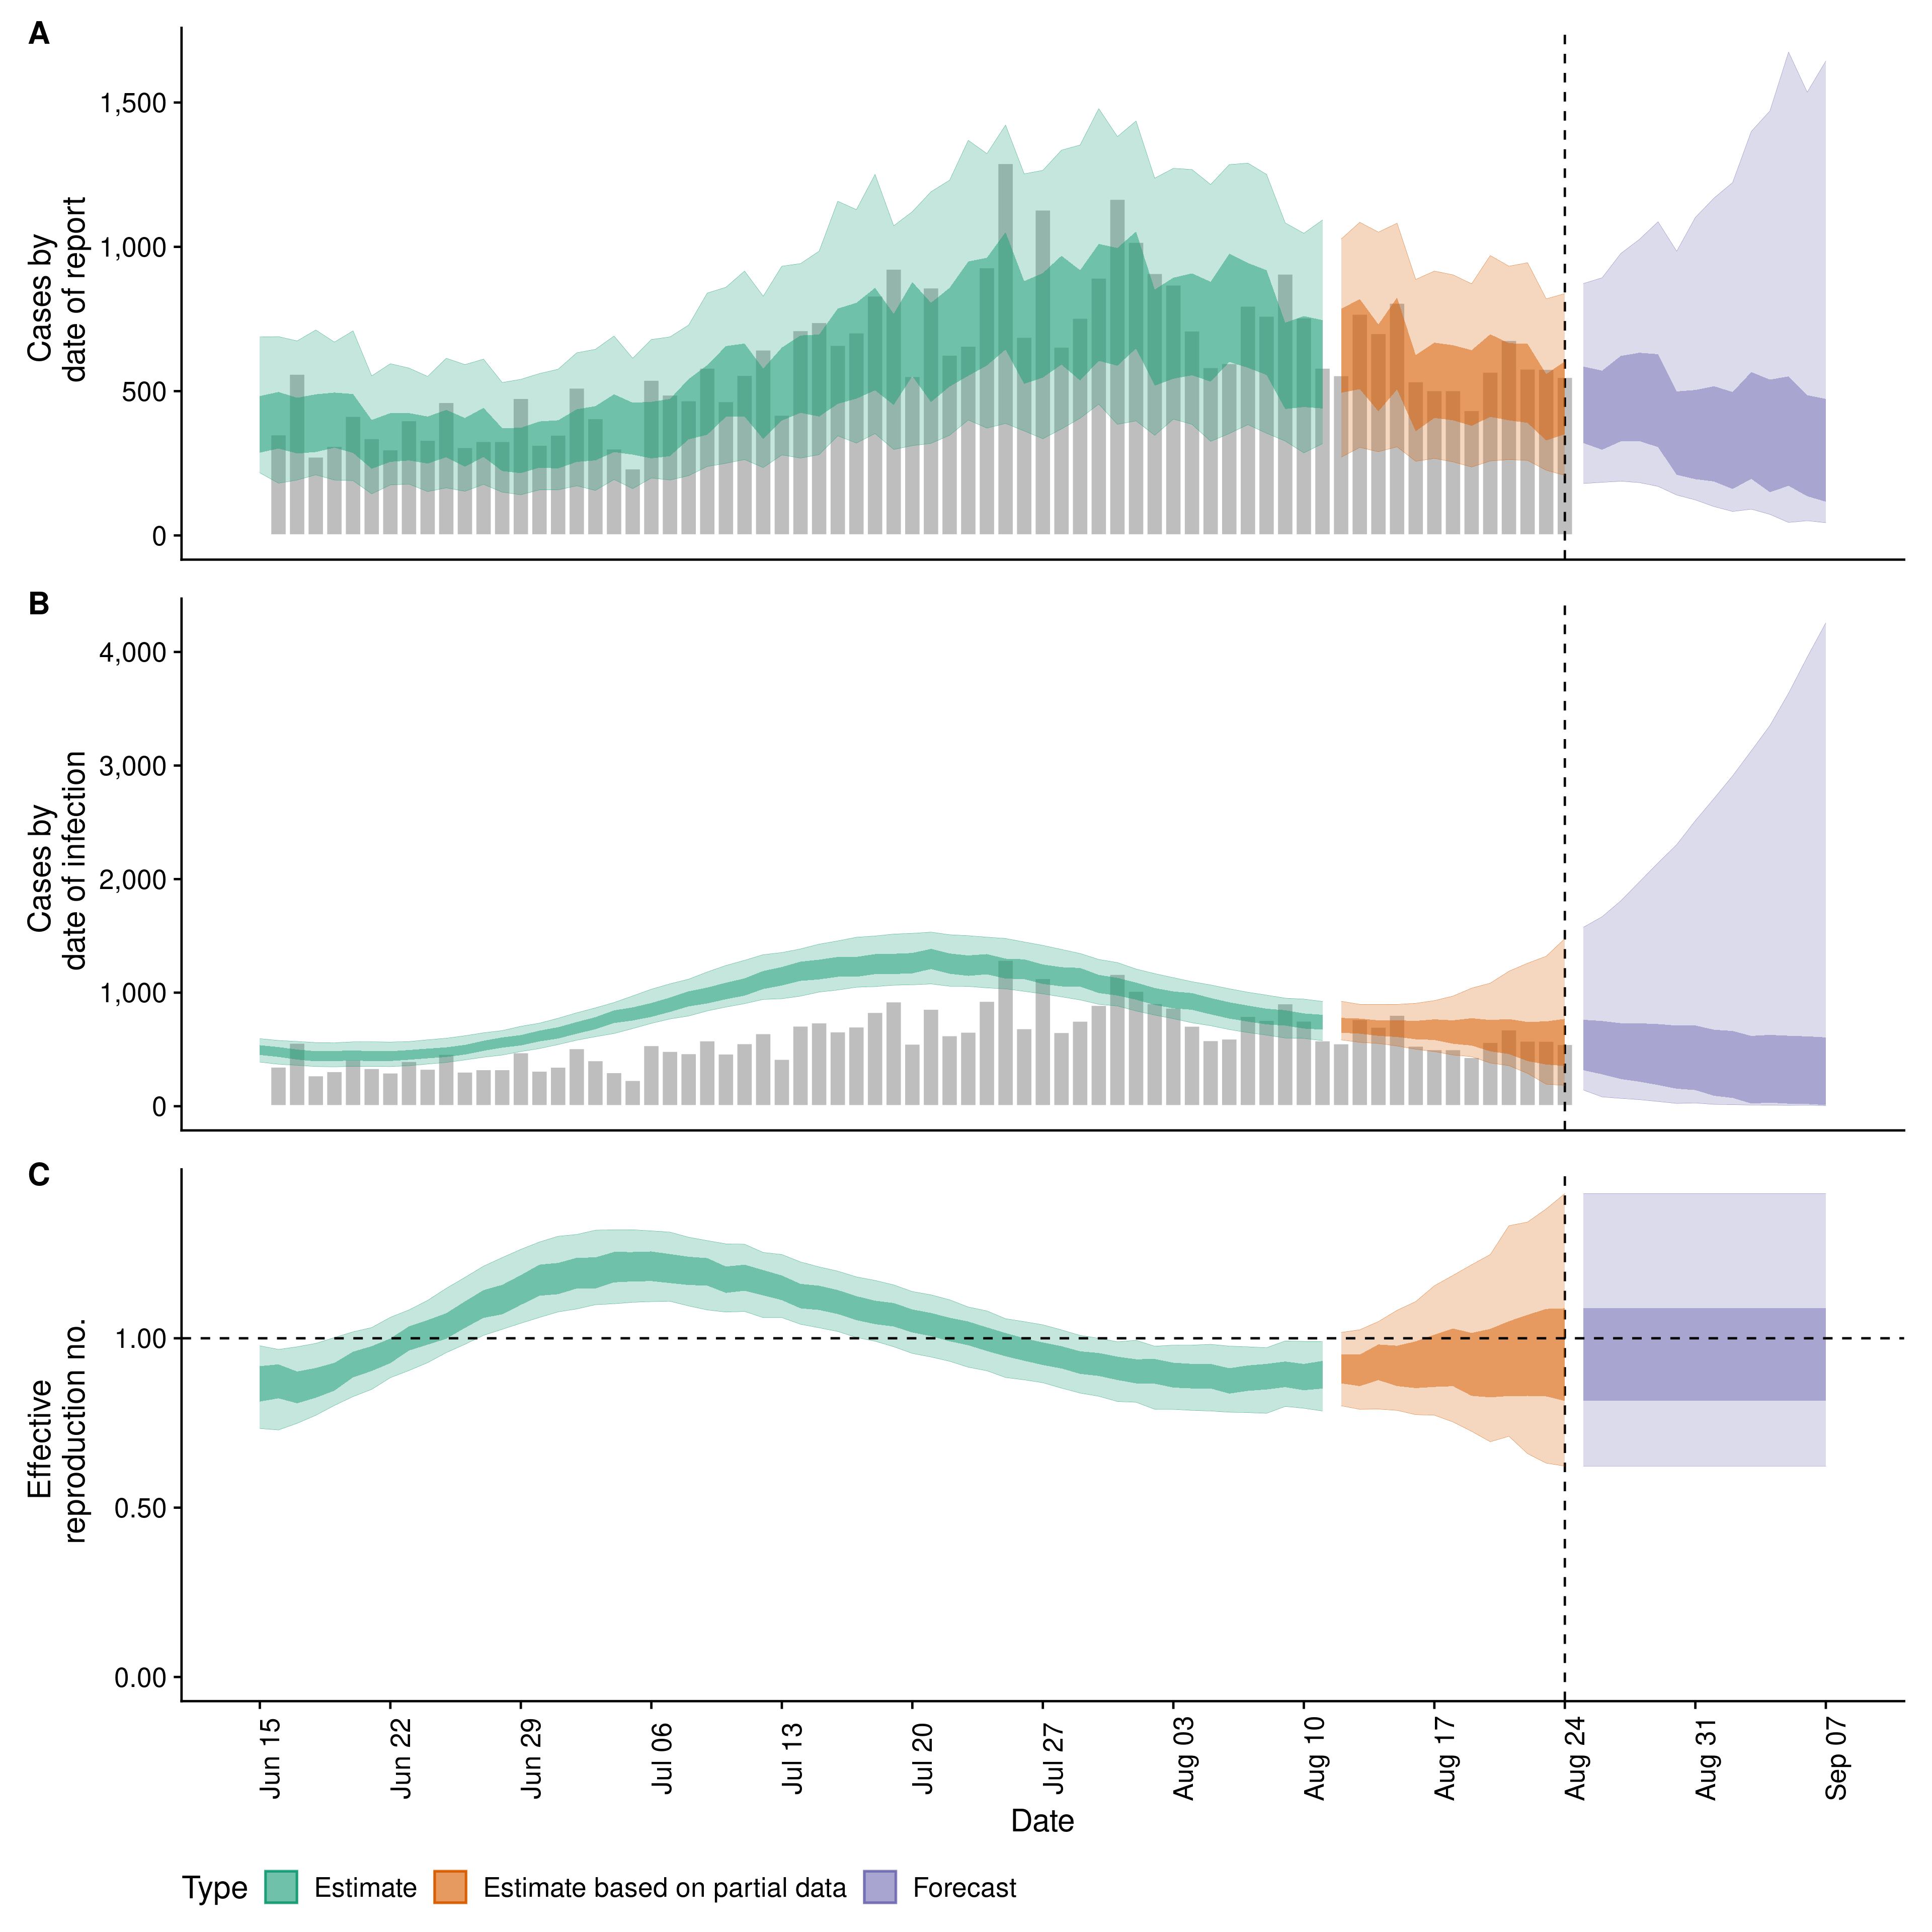 A
Cases by
date of report
1,500
1,000
500
0
B
Cases by
date of infection
4,000
3,000
2,000
1,000
0
C
Effective
reproduction no.
1.00
0.50
0.00
Jun 15
Jun 22
Jun 29
Jul 06
Jul 13
Jul 20
Jul 27
Aug 03
Aug 10
Aug 17
Aug 24
Aug 31
Sep 07
Date
Type Estimate Estimate based on partial data Forecast